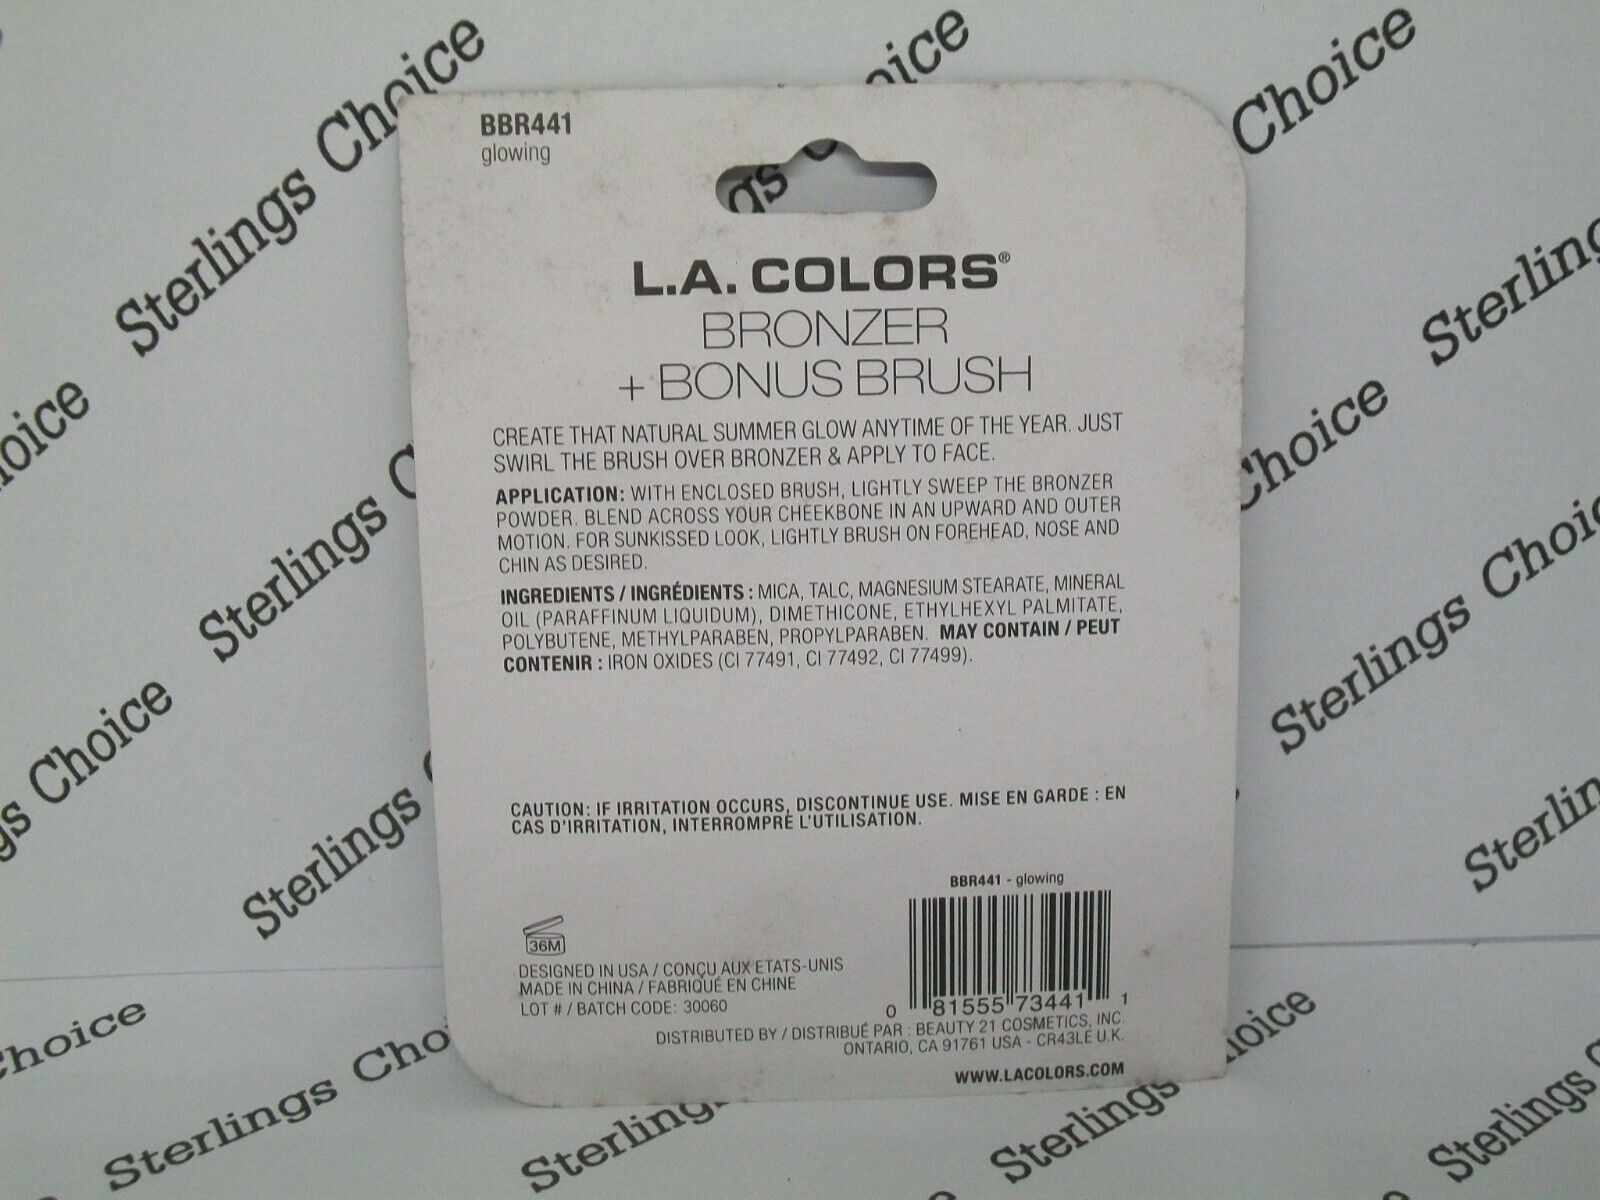 BBR441
glowing
L.A. COLORS®
BRONZER
+ BONUS BRUSH
CREATE THAT NATURAL SUMMER GLOW ANYTIME OF THE YEAR. JUST
SWIRL THE BRUSH OVER BRONZER & APPLY TO FACE.
APPLICATION: WITH ENCLOSED BRUSH, LIGHTLY SWEEP THE BRONZER
POWDER. BLEND ACROSS YOUR CHEEKBONE IN AN UPWARD AND OUTER
MOTION. FOR SUNKISSED LOOK, LIGHTLY BRUSH ON FOREHEAD, NOSE AND
CHIN AS DESIRED.
INGREDIENTS / INGRÉDIENTS : MICA, TALC, MAGNESIUM STEARATE, MINERAL
OIL (PARAFFINUM LIQUIDUM), DIMETHICONE, ETHYLHEXYL PALMITATE,
POLYBUTENE, METHYLPARABEN, PROPYLPARABEN. MAY CONTAIN / PEUT
CONTENIR : IRON OXIDES (CI 77491, CI 77492, CI 77499).
CAUTION: IF IRRITATION OCCURS, DISCONTINUE USE. MISE EN GARDE : EN
CAS D'IRRITATION, INTERROMPRE L'UTILISATION.
BBR441 - glowing
36M
DESIGNED IN USA / CONÇU AUX ETATS-UNIS
MADE IN CHINA / FABRIQUÉ EN CHINE
LOT # / BATCH CODE: 30060
0 81555 73441 1
DISTRIBUTED BY / DISTRIBUÉ PAR : BEAUTY 21 COSMETICS, INC.
ONTARIO, CA 91761 USA - CR43LE U.K.
WWW.LACOLORS.COM
Sterlings Choice
Choice
Sterlings
Sterlings
Choice
Sterlings Choice
Choice
Sterlings
Sterlings Choice
Sterlings
Sterlings
Sterlings
Sterlings